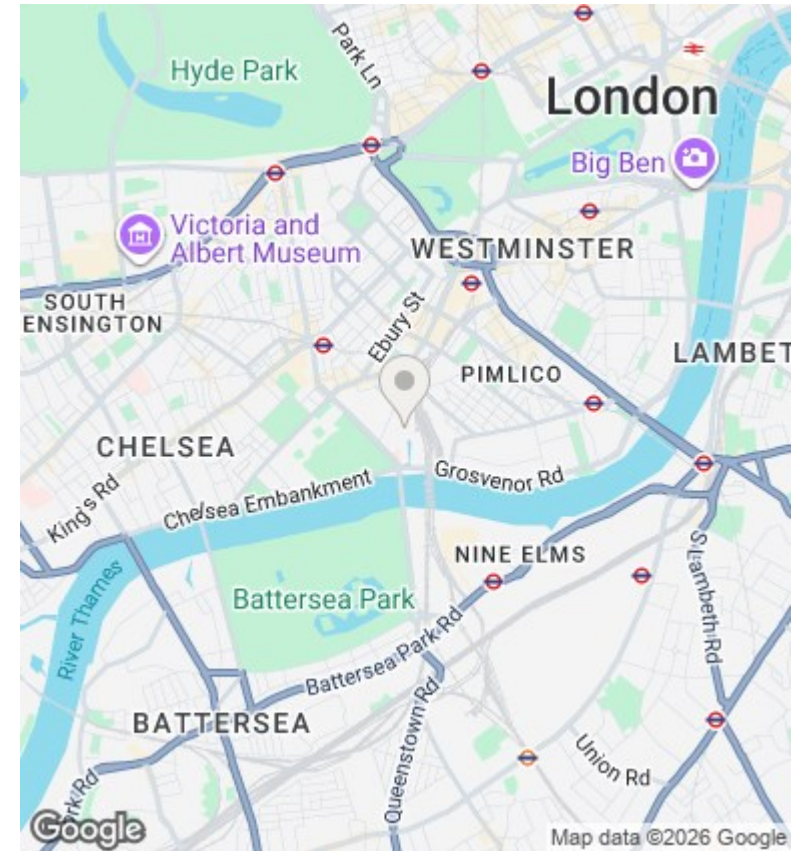 Park Ln
Hyde Park
London
Big Ben
Victoria and
Albert Museum
WESTMINSTER
SOUTH
ENSINGTON
Ebury St
LAMBET
PIMLICO
CHELSEA
King's Rd
Chelsea Embankment
Grosvenor Rd
NINE ELMS
S Lambeth Rd
River Thames
Battersea Park
Battersea Park Rd
BATTERSEA
Queenstown Rd
Union Rd
rk Rd
Google
Map data ©2026 Google